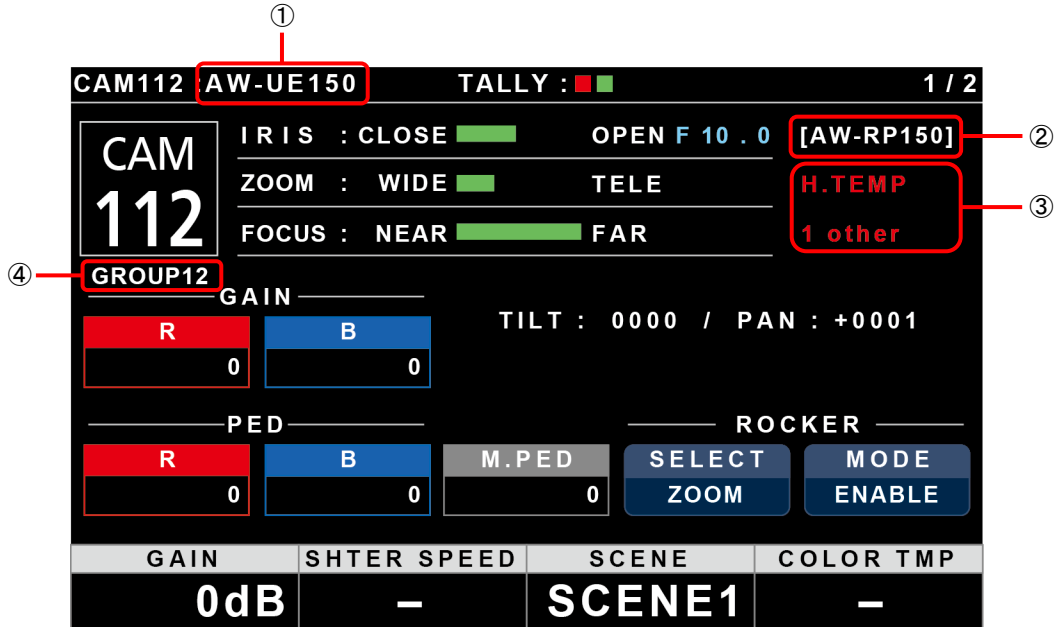 ①
CAM112 :AW-UE150 TALLY : 1 / 2
CAM
112
IRIS : CLOSE OPEN F 10 . 0 [AW-RP150] ②
ZOOM : WIDE TELE H.TEMP
FOCUS : NEAR FAR 1 other ③
④ GROUP12
GAIN
R B
0 0
TILT : 0000 / PAN : +0001
PED ROCKER
R B M.PED SELECT MODE
0 0 0 ZOOM ENABLE
GAIN SHTER SPEED SCENE COLOR TMP
0dB – SCENE1 –